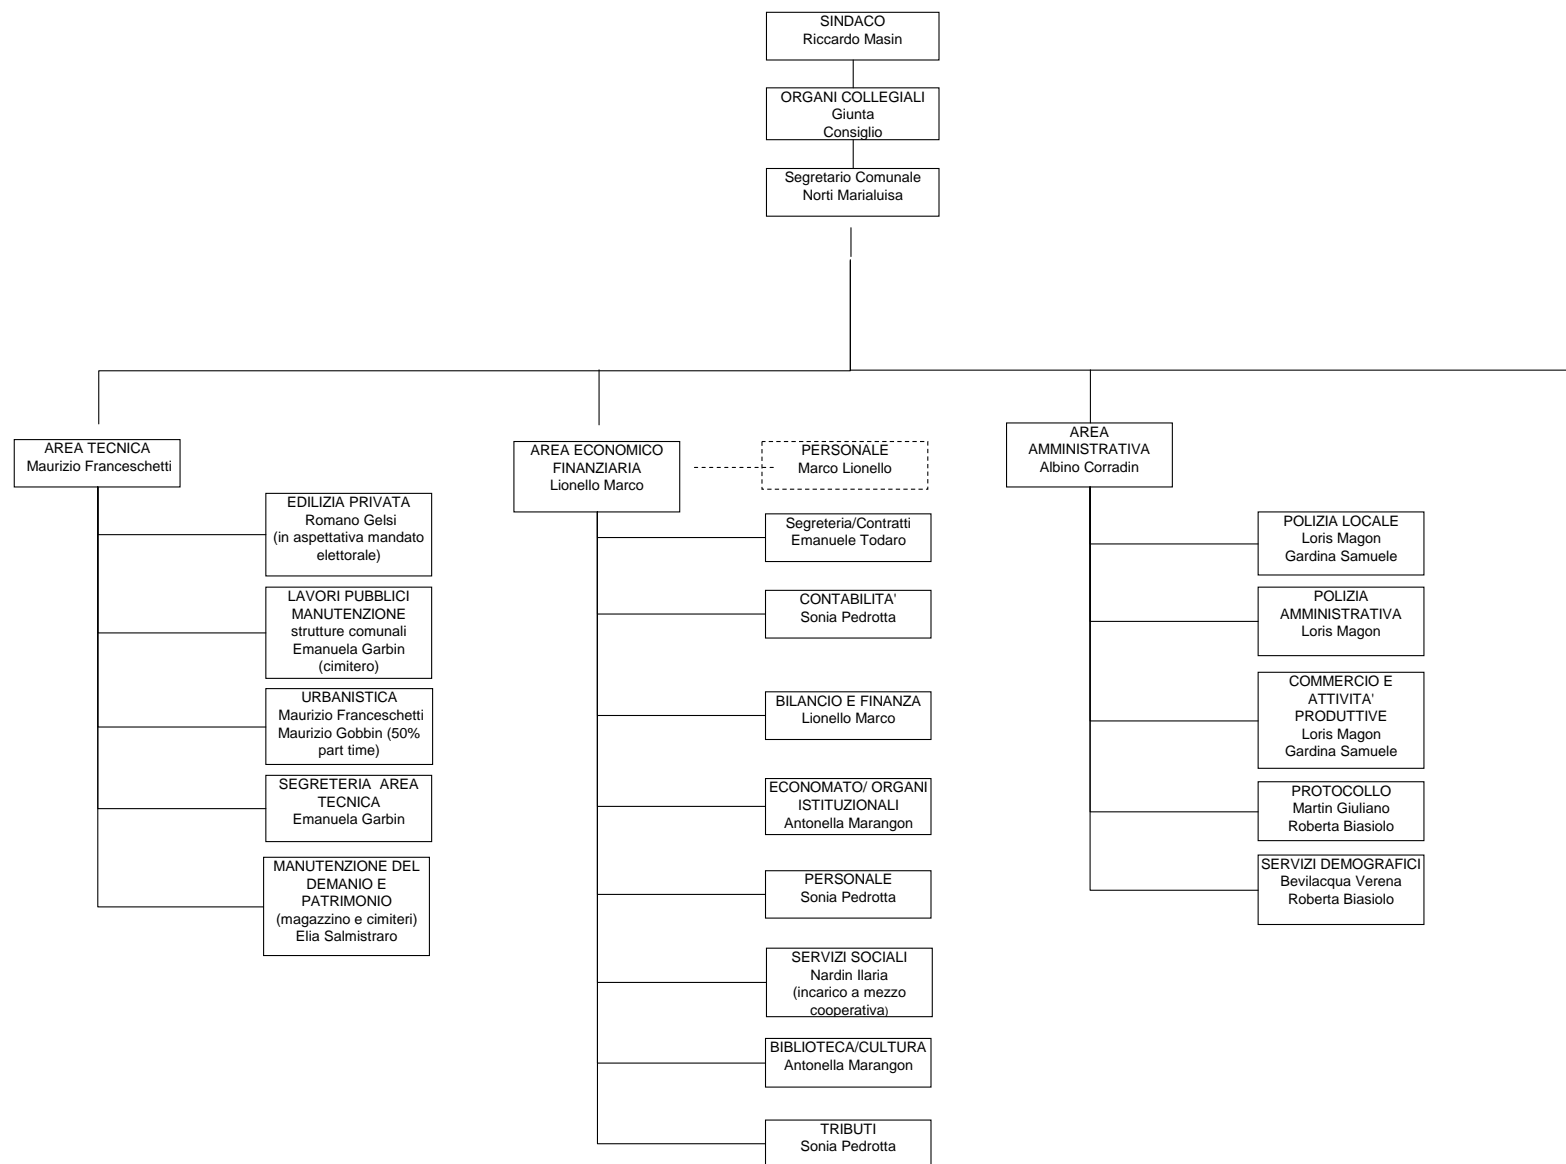 SINDACO
Riccardo Masin
ORGANI COLLEGIALI
Giunta
Consiglio
Segretario Comunale
Norti Marialuisa
AREA TECNICA
Maurizio Franceschetti
EDILIZIA PRIVATA
Romano Gelsi
(in aspettativa mandato
elettorale)
LAVORI PUBBLICI
MANUTENZIONE
strutture comunali
Emanuela Garbin
(cimitero)
URBANISTICA
Maurizio Franceschetti
Maurizio Gobbin (50%
part time)
SEGRETERIA AREA
TECNICA
Emanuela Garbin
MANUTENZIONE DEL
DEMANIO E
PATRIMONIO
(magazzino e cimiteri)
Elia Salmistraro
AREA ECONOMICO
FINANZIARIA
Lionello Marco
PERSONALE
Marco Lionello
Segreteria/Contratti
Emanuele Todaro
CONTABILITA'
Sonia Pedrotta
BILANCIO E FINANZA
Lionello Marco
ECONOMATO/ ORGANI
ISTITUZIONALI
Antonella Marangon
PERSONALE
Sonia Pedrotta
SERVIZI SOCIALI
Nardin Ilaria
(incarico a mezzo
cooperativa)
BIBLIOTECA/CULTURA
Antonella Marangon
TRIBUTI
Sonia Pedrotta
AREA
AMMINISTRATIVA
Albino Corradin
POLIZIA LOCALE
Loris Magon
Gardina Samuele
POLIZIA
AMMINISTRATIVA
Loris Magon
COMMERCIO E
ATTIVITA'
PRODUTTIVE
Loris Magon
Gardina Samuele
PROTOCOLLO
Martin Giuliano
Roberta Biasiolo
SERVIZI DEMOGRAFICI
Bevilacqua Verena
Roberta Biasiolo